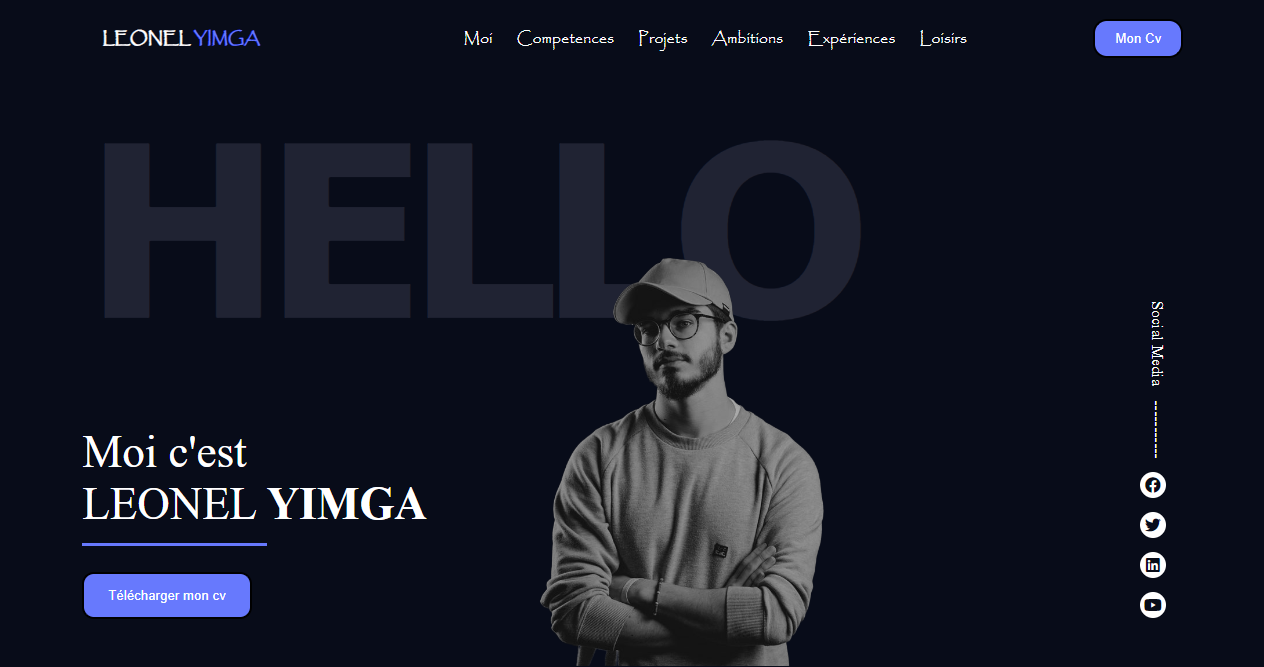 LEONEL YIMGA
Moi Competences Projets Ambitions Expériences Loisirs
Mon Cv
HELLO
Social Media
Moi c'est
LEONEL YIMGA
Télécharger mon cv